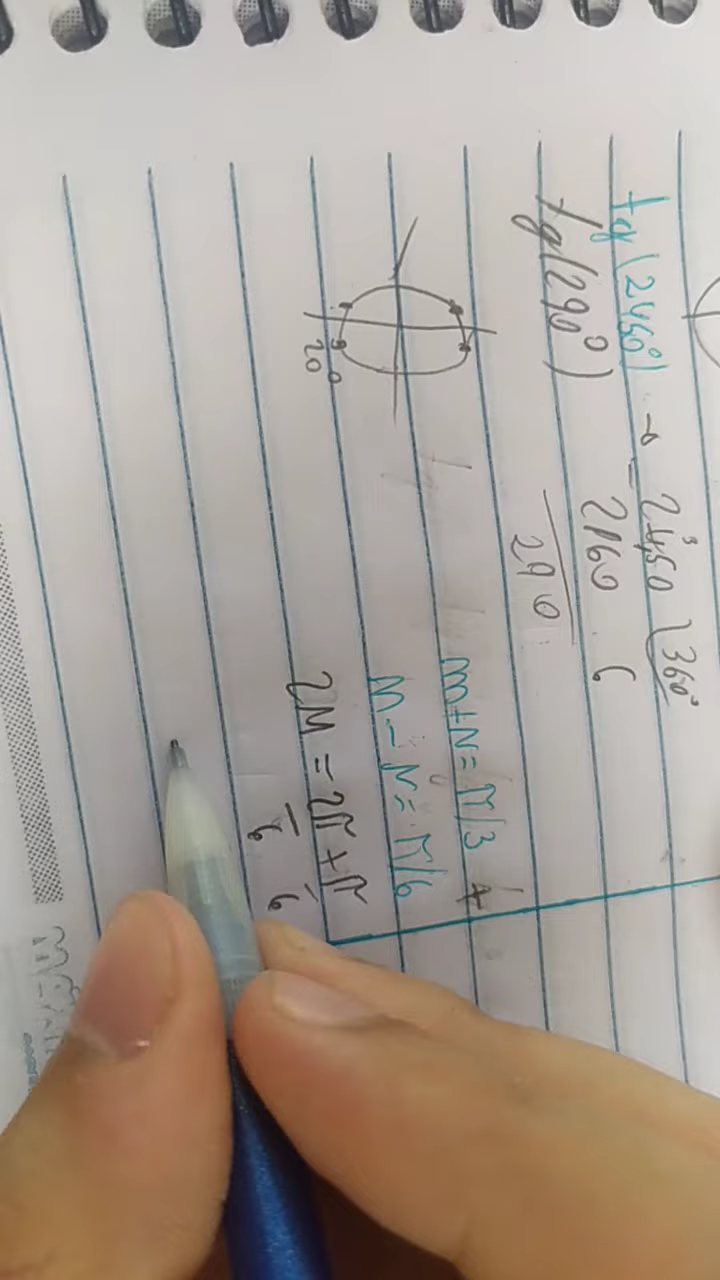 tg(2450°) → 2450 | 360°
- 2160 6
tg(290°)
290
m+n=π/3 +
m-n=π/6
2m = 2π + π
6 6
20°